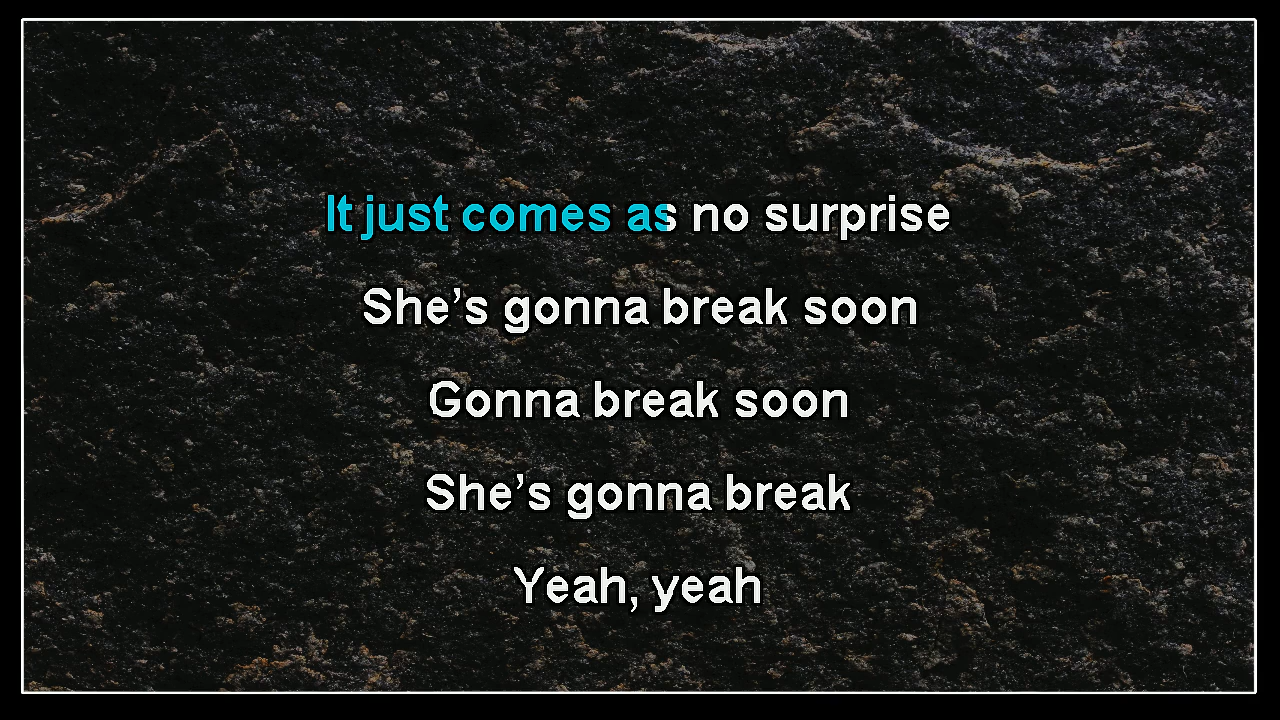 It just comes as no surprise
She’s gonna break soon
Gonna break soon
She’s gonna break
Yeah, yeah